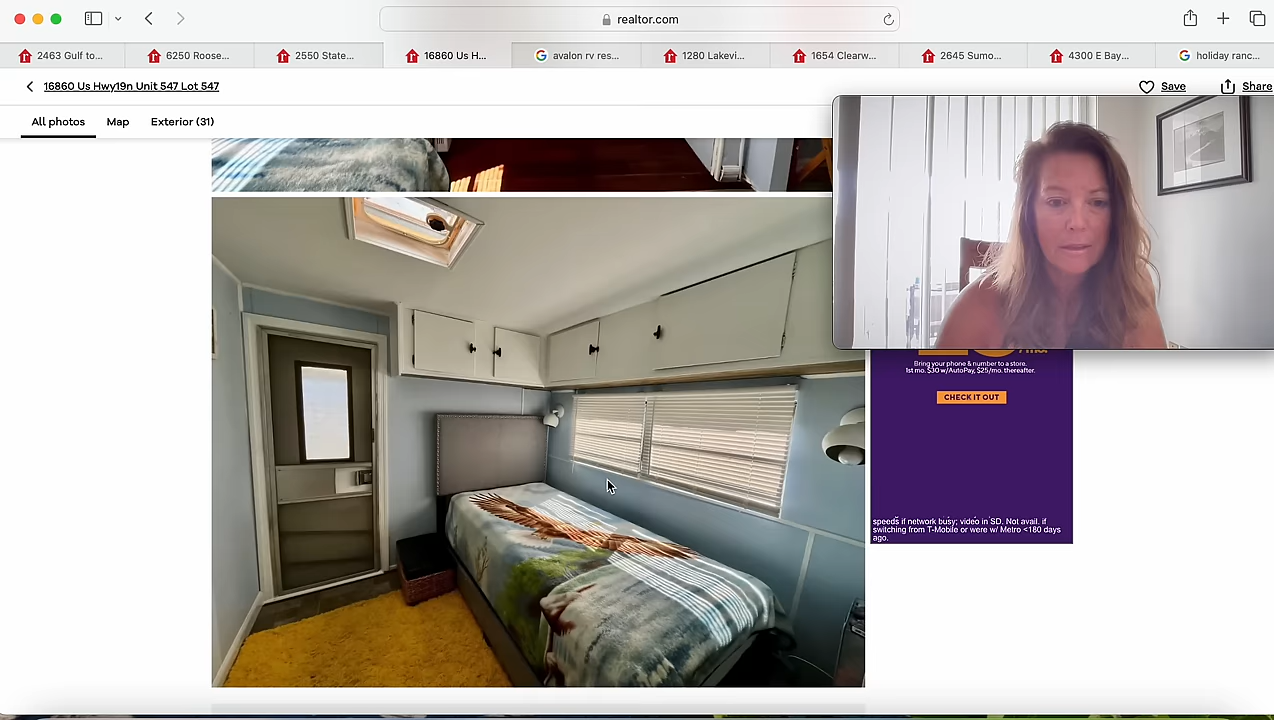 realtor.com
2463 Gulf to...
6250 Roose...
2550 State...
16860 Us H...
avalon rv res...
1280 Lakevi...
1654 Clearw...
2645 Sumo...
4300 E Bay...
holiday ranc...
16860 Us Hwy19n Unit 547 Lot 547
Save
Share
All photos
Map
Exterior (31)
Bring your phone & number to a store.
1st mo. $30 w/AutoPay, $25/mo. thereafter.
CHECK IT OUT
speeds if network busy; video in SD. Not avail. if
switching from T-Mobile or were w/ Metro <180 days
ago.